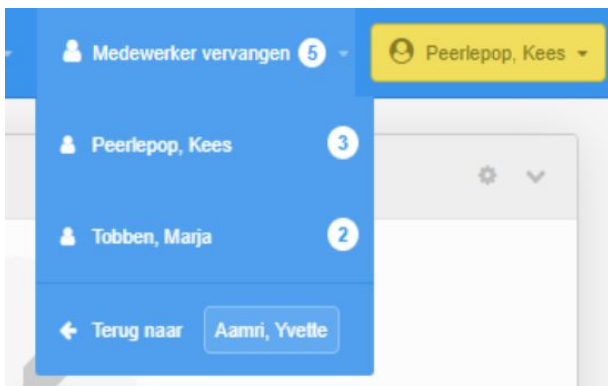 Medewerker vervangen 5
Peerlepop, Kees
Peerlepop, Kees 3
Tobben, Marja 2
Terug naar Aamri, Yvette